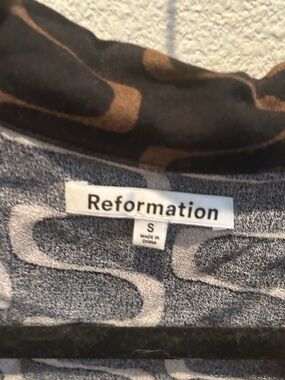 Reformation
S
MADE IN
CHINA